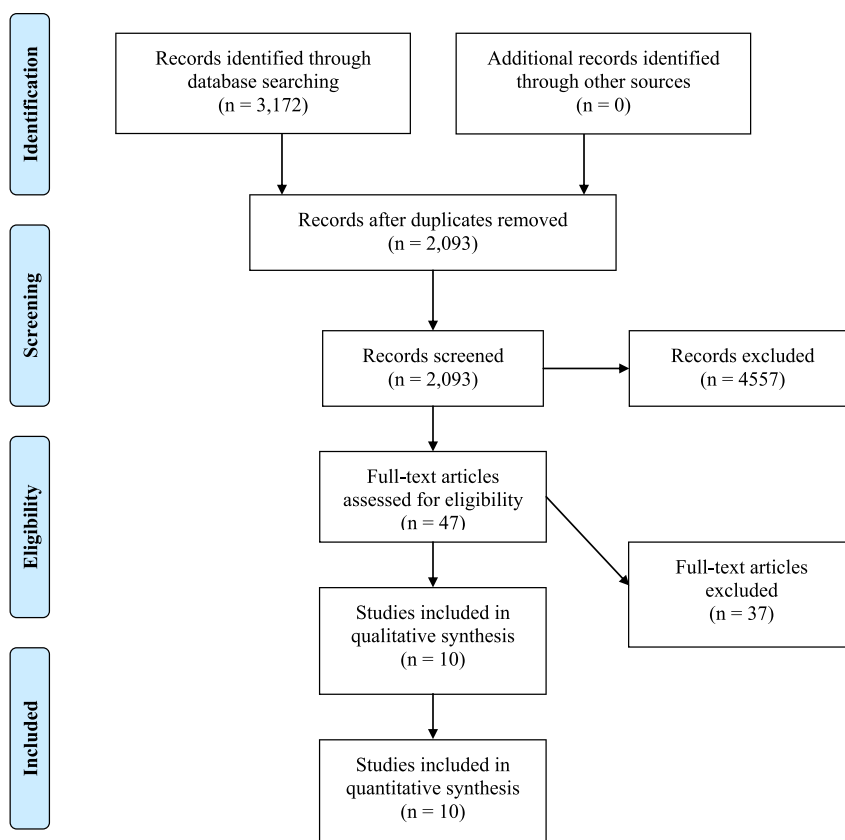 Identification
Records identified through
database searching
(n = 3,172)
Additional records identified
through other sources
(n = 0)
Records after duplicates removed
(n = 2,093)
Screening
Records screened
(n = 2,093)
Records excluded
(n = 4557)
Eligibility
Full-text articles
assessed for eligibility
(n = 47)
Full-text articles
excluded
(n = 37)
Studies included in
qualitative synthesis
(n = 10)
Included
Studies included in
quantitative synthesis
(n = 10)